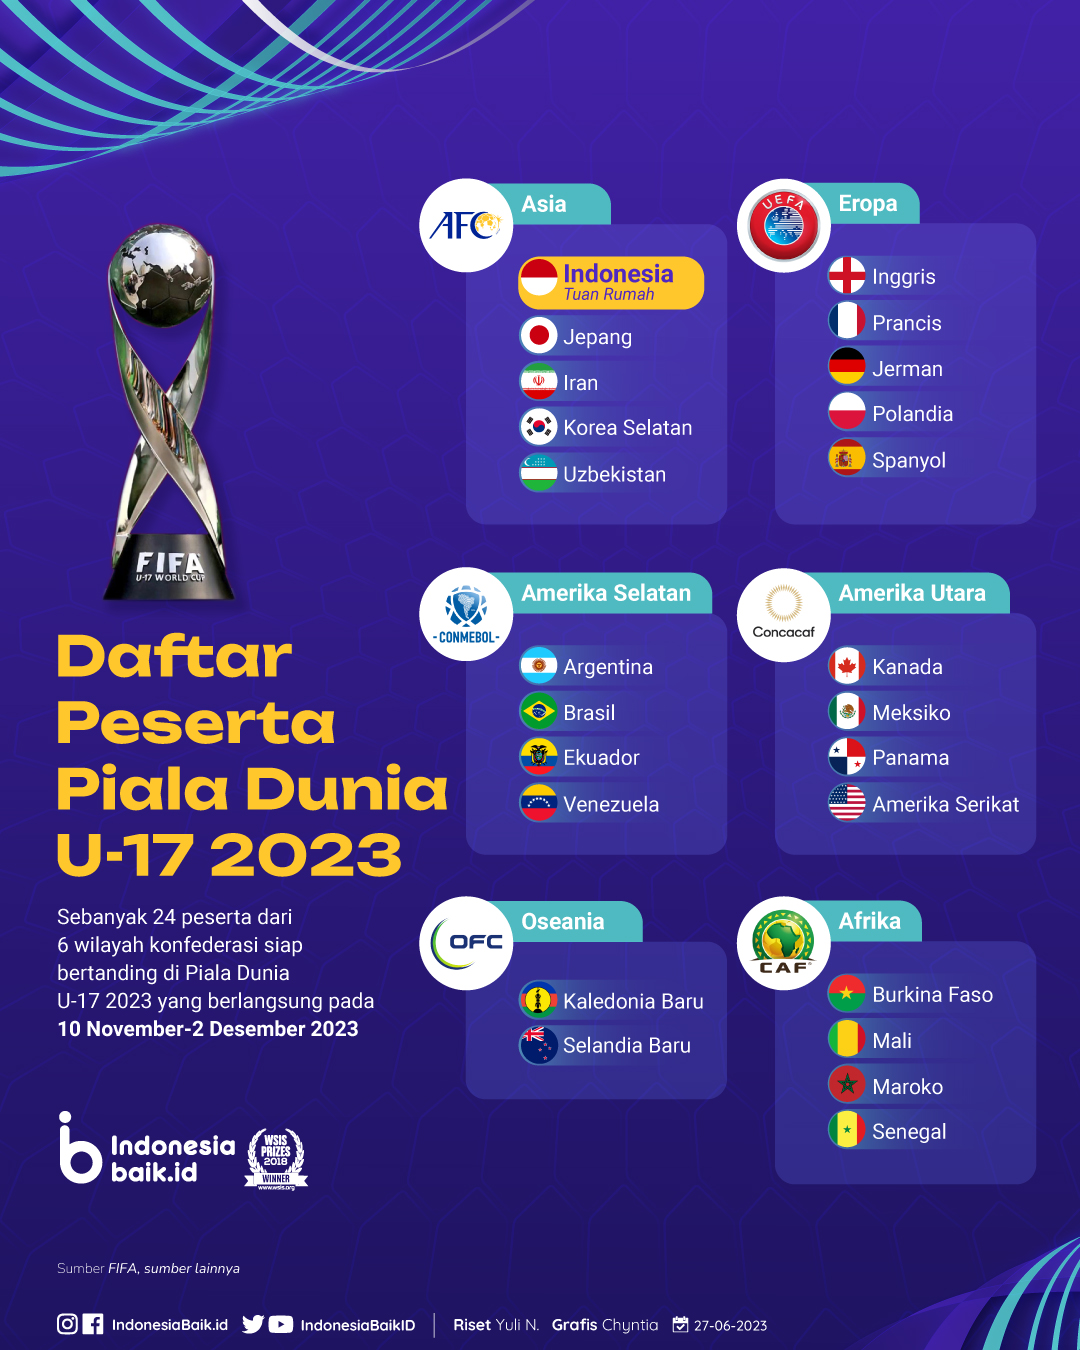 FIFA
U-17 WORLD CUP
Daftar
Peserta
Piala Dunia
U-17 2023
Sebanyak 24 peserta dari
6 wilayah konfederasi siap
bertanding di Piala Dunia
U-17 2023 yang berlangsung pada
10 November-2 Desember 2023
AFC
Asia
Indonesia
Tuan Rumah
Jepang
Iran
Korea Selatan
Uzbekistan
UEFA
Eropa
Inggris
Prancis
Jerman
Polandia
Spanyol
-CONMEBOL-
Amerika Selatan
Argentina
Brasil
Ekuador
Venezuela
Concacaf
Amerika Utara
Kanada
Meksiko
Panama
Amerika Serikat
OFC
Oseania
Kaledonia Baru
Selandia Baru
CAF
Afrika
Burkina Faso
Mali
Maroko
Senegal
Indonesia
baik.id
WSIS
PRIZES
2018
WINNER
www.wsis.org
Sumber FIFA, sumber lainnya
IndonesiaBaik.id IndonesiaBaikID Riset Yuli N. Grafis Chyntia 27-06-2023